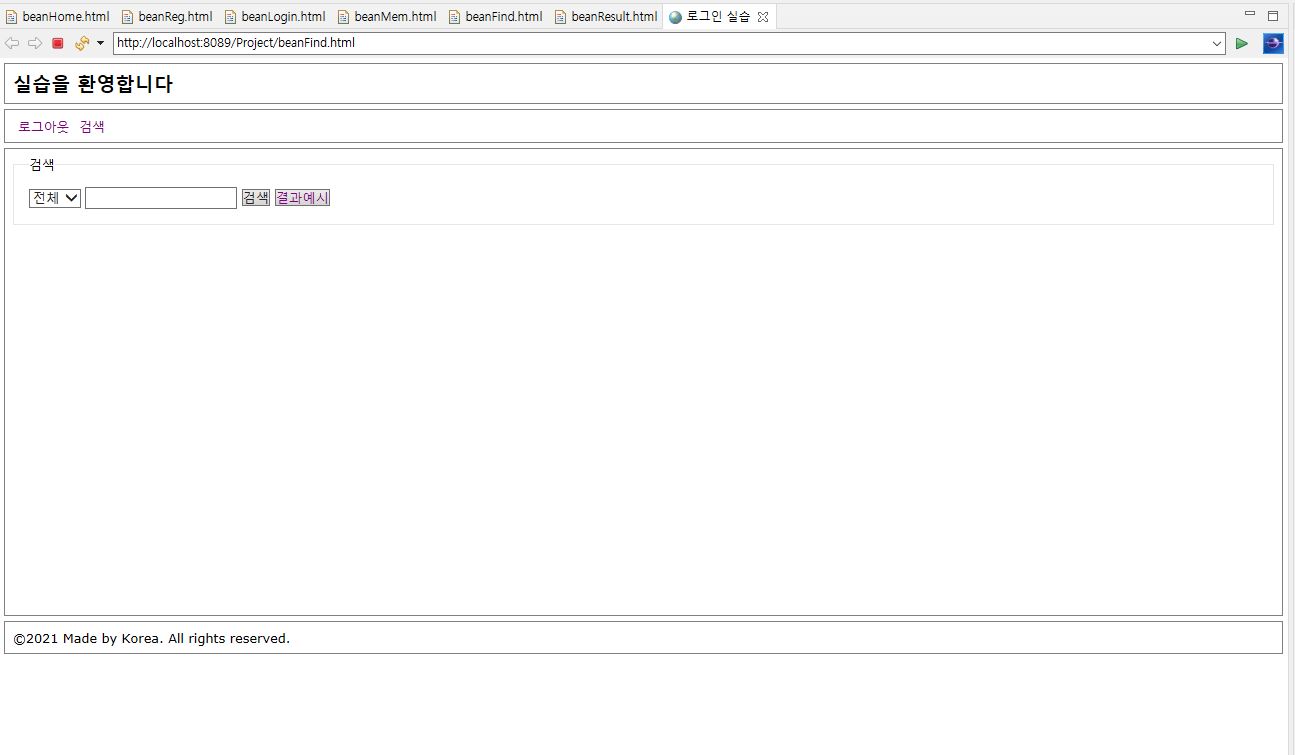 beanHome.html beanReg.html beanLogin.html beanMem.html beanFind.html beanResult.html 로그인 실습
http://localhost:8089/Project/beanFind.html
실습을 환영합니다
로그아웃 검색
검색
전체 검색 결과예시
©2021 Made by Korea. All rights reserved.